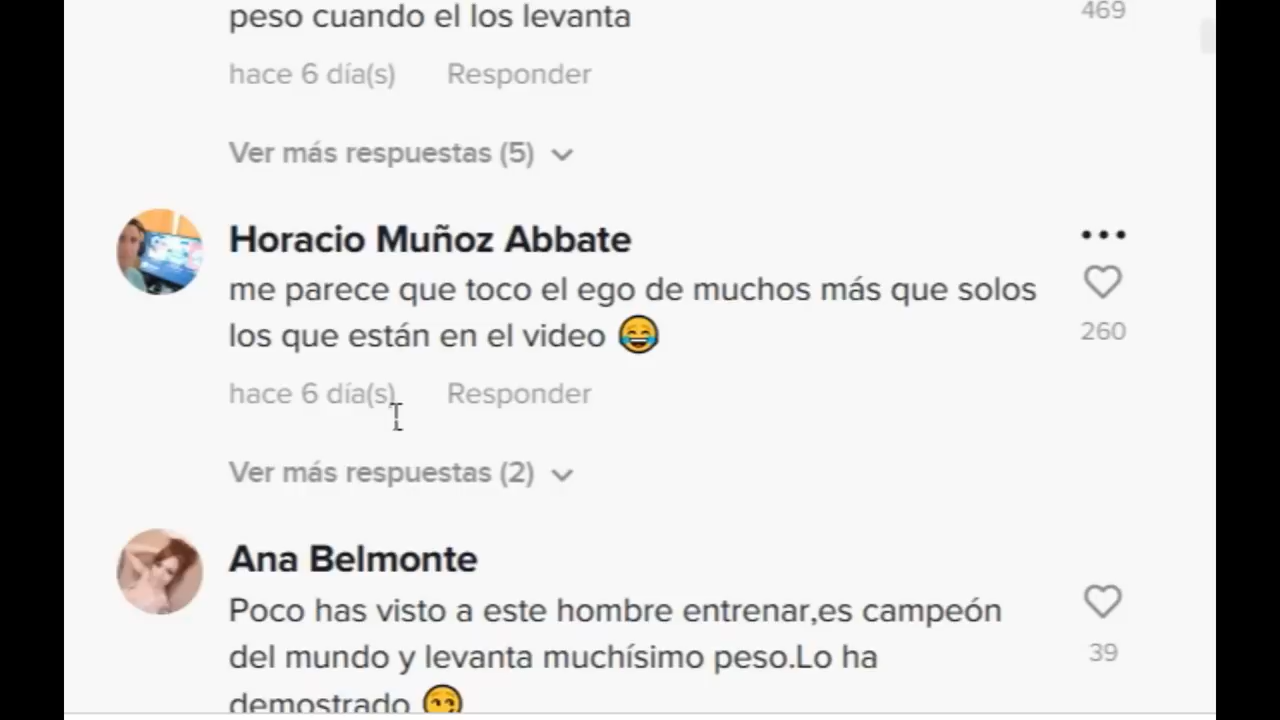 peso cuando el los levanta
469
hace 6 día(s) Responder
Ver más respuestas (5)
Horacio Muñoz Abbate
me parece que toco el ego de muchos más que solos
los que están en el video 😂
260
hace 6 día(s) Responder
Ver más respuestas (2)
Ana Belmonte
Poco has visto a este hombre entrenar,es campeón
del mundo y levanta muchísimo peso.Lo ha
39
demostrado 😏